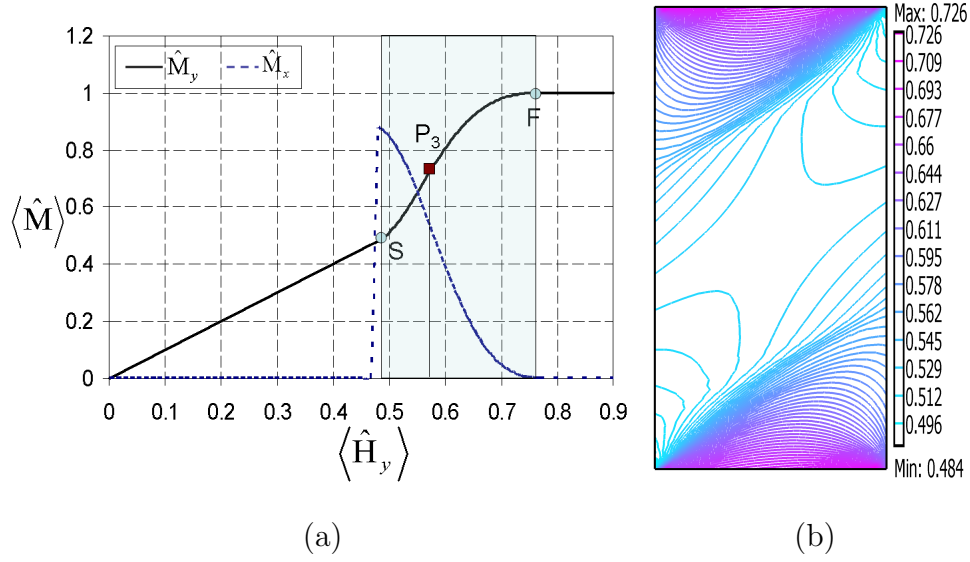 1.2
1
0.8
0.6
0.4
0.2
0
⟨M̂⟩
M̂y
M̂x
S
P3
F
0 0.1 0.2 0.3 0.4 0.5 0.6 0.7 0.8 0.9
⟨Ĥy⟩
(a)
Max: 0.726
0.726
0.709
0.693
0.677
0.66
0.644
0.627
0.611
0.595
0.578
0.562
0.545
0.529
0.512
0.496
Min: 0.484
(b)